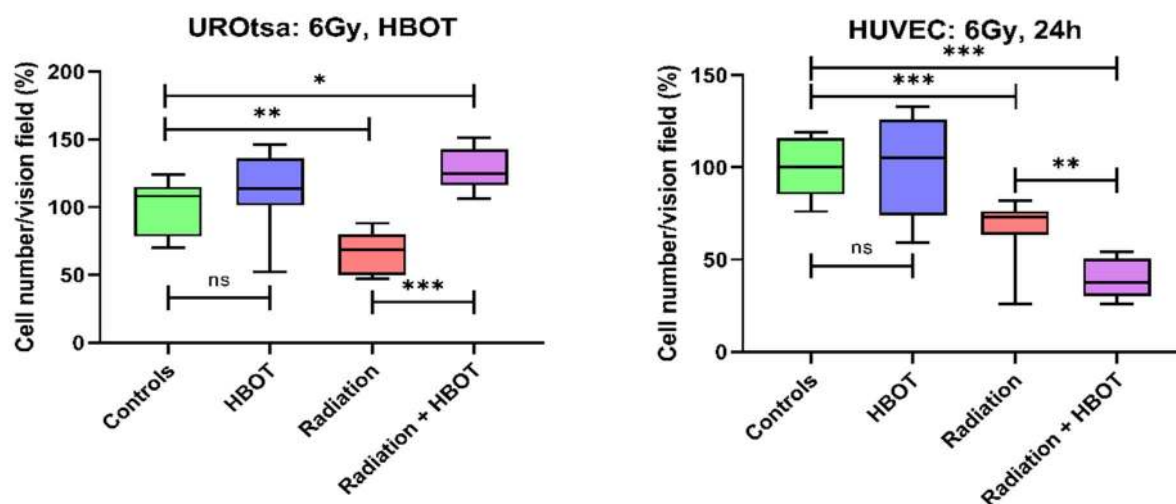 UROtsa: 6Gy, HBOT
Cell number/vision field (%)
200
150
100
50
0
*
**
ns
***
Controls
HBOT
Radiation
Radiation + HBOT
HUVEC: 6Gy, 24h
Cell number/vision field (%)
150
100
50
0
***
***
**
ns
Controls
HBOT
Radiation
Radiation + HBOT